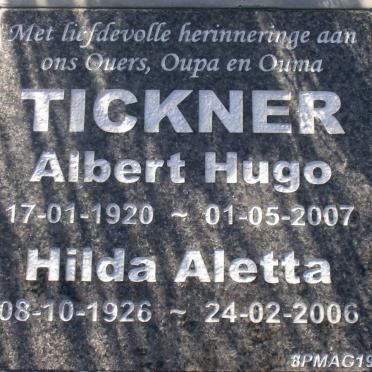 Met liefdevolle herinneringe aan
ons Ouers, Oupa en Ouma
TICKNER
Albert Hugo
17-01-1920 ~ 01-05-2007
Hilda Aletta
08-10-1926 ~ 24-02-2006
8PMAG19